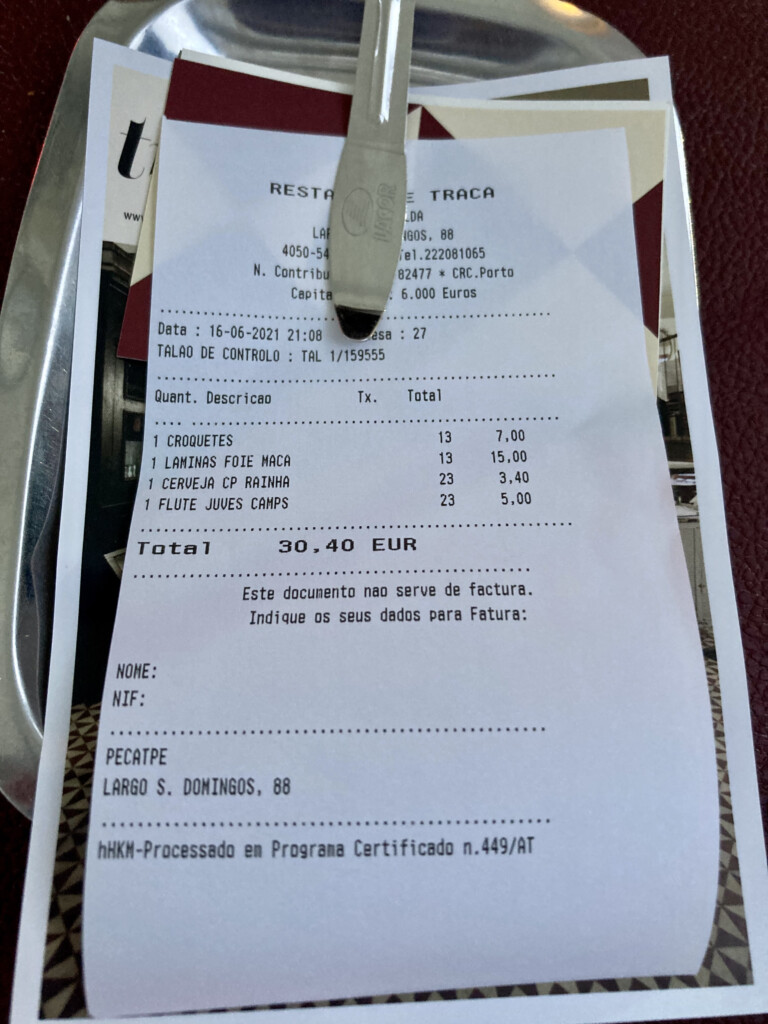 t
www
RESTA E TRACA
LDA
LAR NGOS, 88
4050-54 Tel.222081065
N. Contribu 82477 * CRC.Porto
Capita . 6.000 Euros
Data : 16-06-2021 21:08 esa : 27
TALAO DE CONTROLO : TAL 1/159555
Quant. Descricao Tx. Total
1 CROQUETES 13 7,00
1 LAMINAS FOIE MACA 13 15,00
1 CERVEJA CP RAINHA 23 3,40
1 FLUTE JUVES CAMPS 23 5,00
Total 30,40 EUR
Este documento nao serve de factura.
Indique os seus dados para Fatura:
NOME:
NIF:
PECATPE
LARGO S. DOMINGOS, 88
hHKM-Processado em Programa Certificado n.449/AT